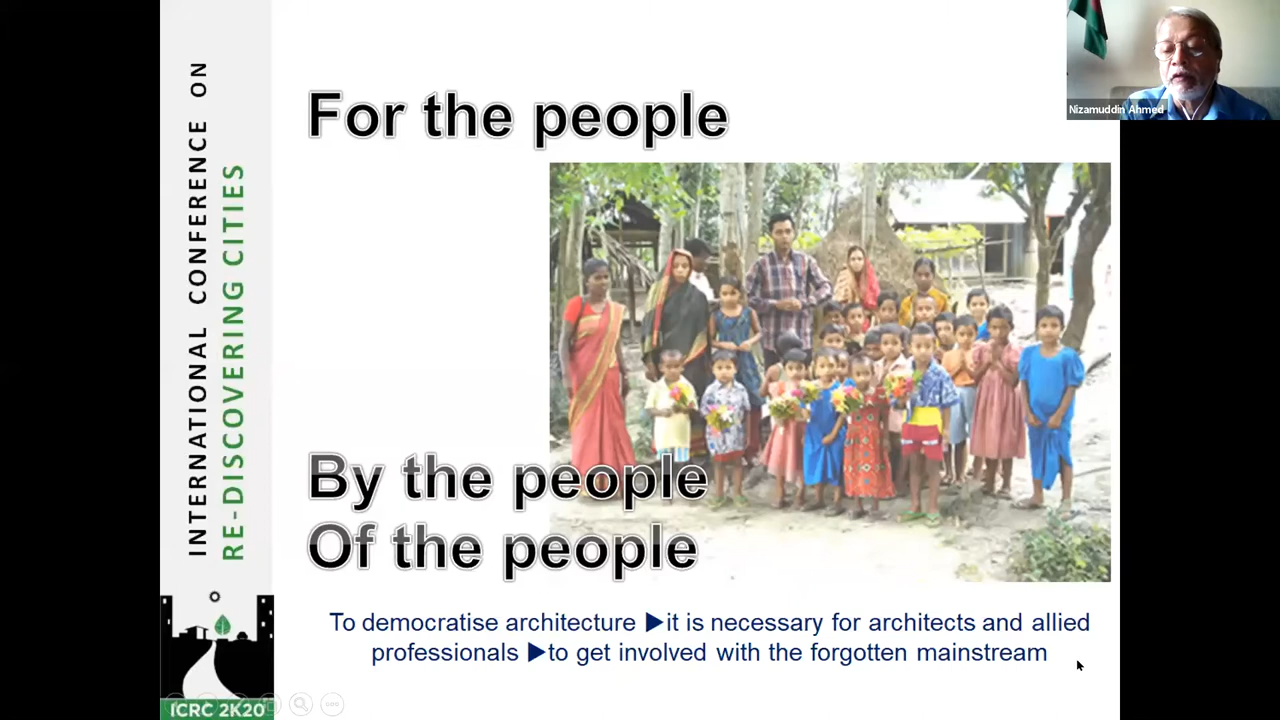 INTERNATIONAL CONFERENCE ON
RE-DISCOVERING CITIES
ICRC 2K20
For the people
By the people
Of the people
To democratise architecture ▶it is necessary for architects and allied
professionals ▶to get involved with the forgotten mainstream
Nizamuddin Ahmed